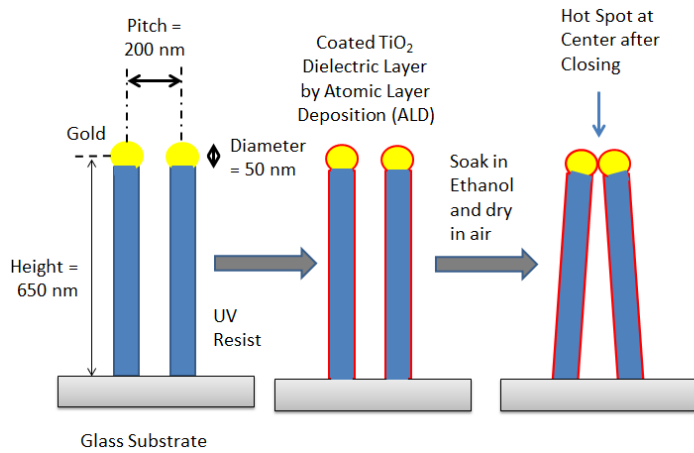 Pitch =
200 nm
Gold
Diameter
= 50 nm
Height =
650 nm
UV
Resist
Glass Substrate
Coated TiO₂
Dielectric Layer
by Atomic Layer
Deposition (ALD)
Soak in
Ethanol
and dry
in air
Hot Spot at
Center after
Closing